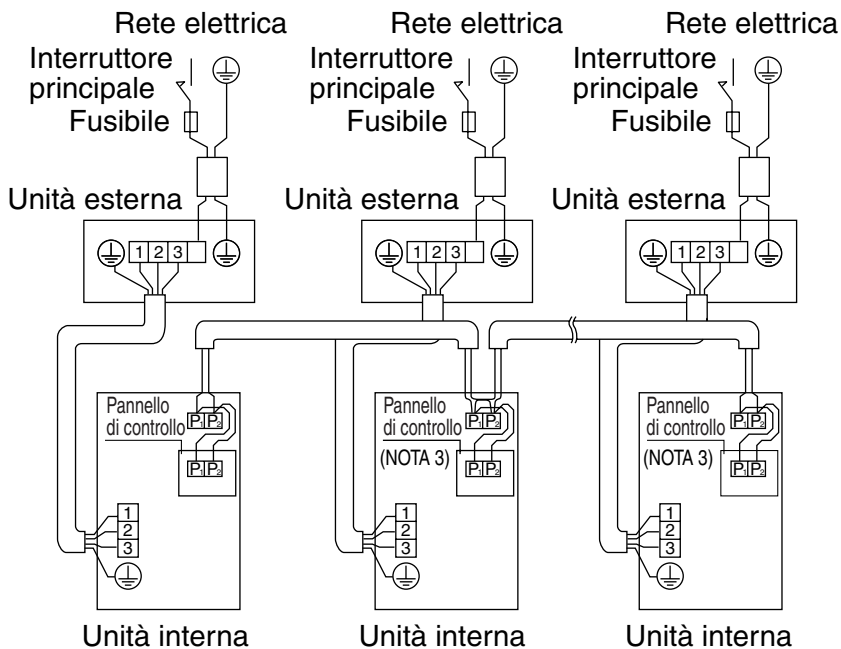 Rete elettrica
Rete elettrica
Rete elettrica
Interruttore
principale
Fusibile
Interruttore
principale
Fusibile
Interruttore
principale
Fusibile
Unità esterna
Unità esterna
Unità esterna
1 2 3
1 2 3
1 2 3
Pannello
di controllo
P1 P2
P1 P2
1
2
3
Pannello
di controllo
(NOTA 3)
P1 P2
P1 P2
1
2
3
Pannello
di controllo
(NOTA 3)
P1 P2
P1 P2
1
2
3
Unità interna
Unità interna
Unità interna